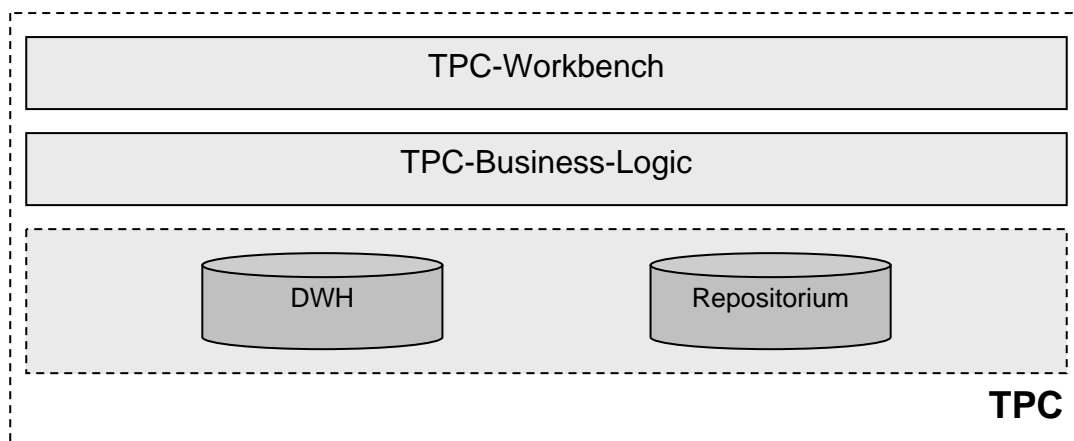 TPC-Workbench
TPC-Business-Logic
DWH
Repositorium
TPC